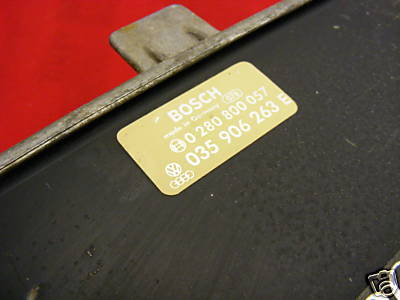 BOSCH
made in Germany
0 280 800 057
035 906 263 E